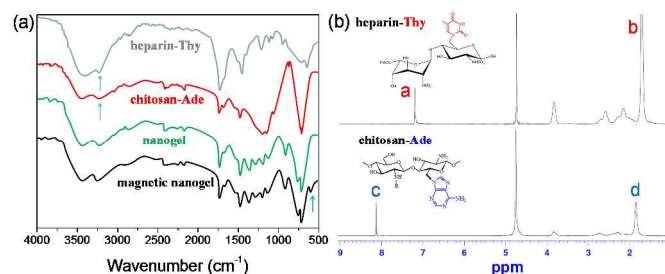 (a)
heparin-Thy
chitosan-Ade
nanogel
magnetic nanogel
4000 3500 3000 2500 2000 1500 1000 500
Wavenumber (cm⁻¹)
(b)
heparin-Thy
a
b
chitosan-Ade
c
d
9 8 7 6 5 4 3 2
ppm